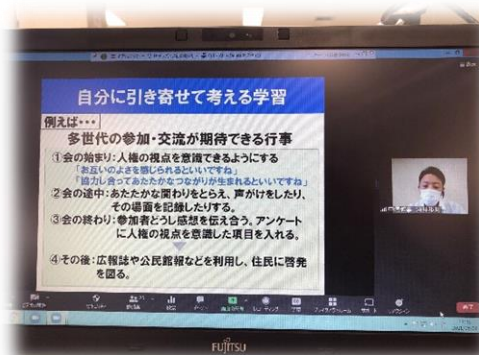 自分に引き寄せて考える学習
例えば・・・
多世代の参加・交流が期待できる行事
①会の始まり：人権の視点を意識できるようにする
「お互いのよさを感じられるといいですね」
「協力し合ってあたたかなつながりが生まれるといいですね」
②会の途中：あたたかな関わりをとらえ、声がけをしたり、
その場面を記録したりする。
③会の終わり：参加者どうし感想を伝え合う。アンケート
に人権の視点を意識した項目を入れる。
④その後：広報誌や公民館報などを利用し、住民に啓発
を図る。
終了
FUJITSU